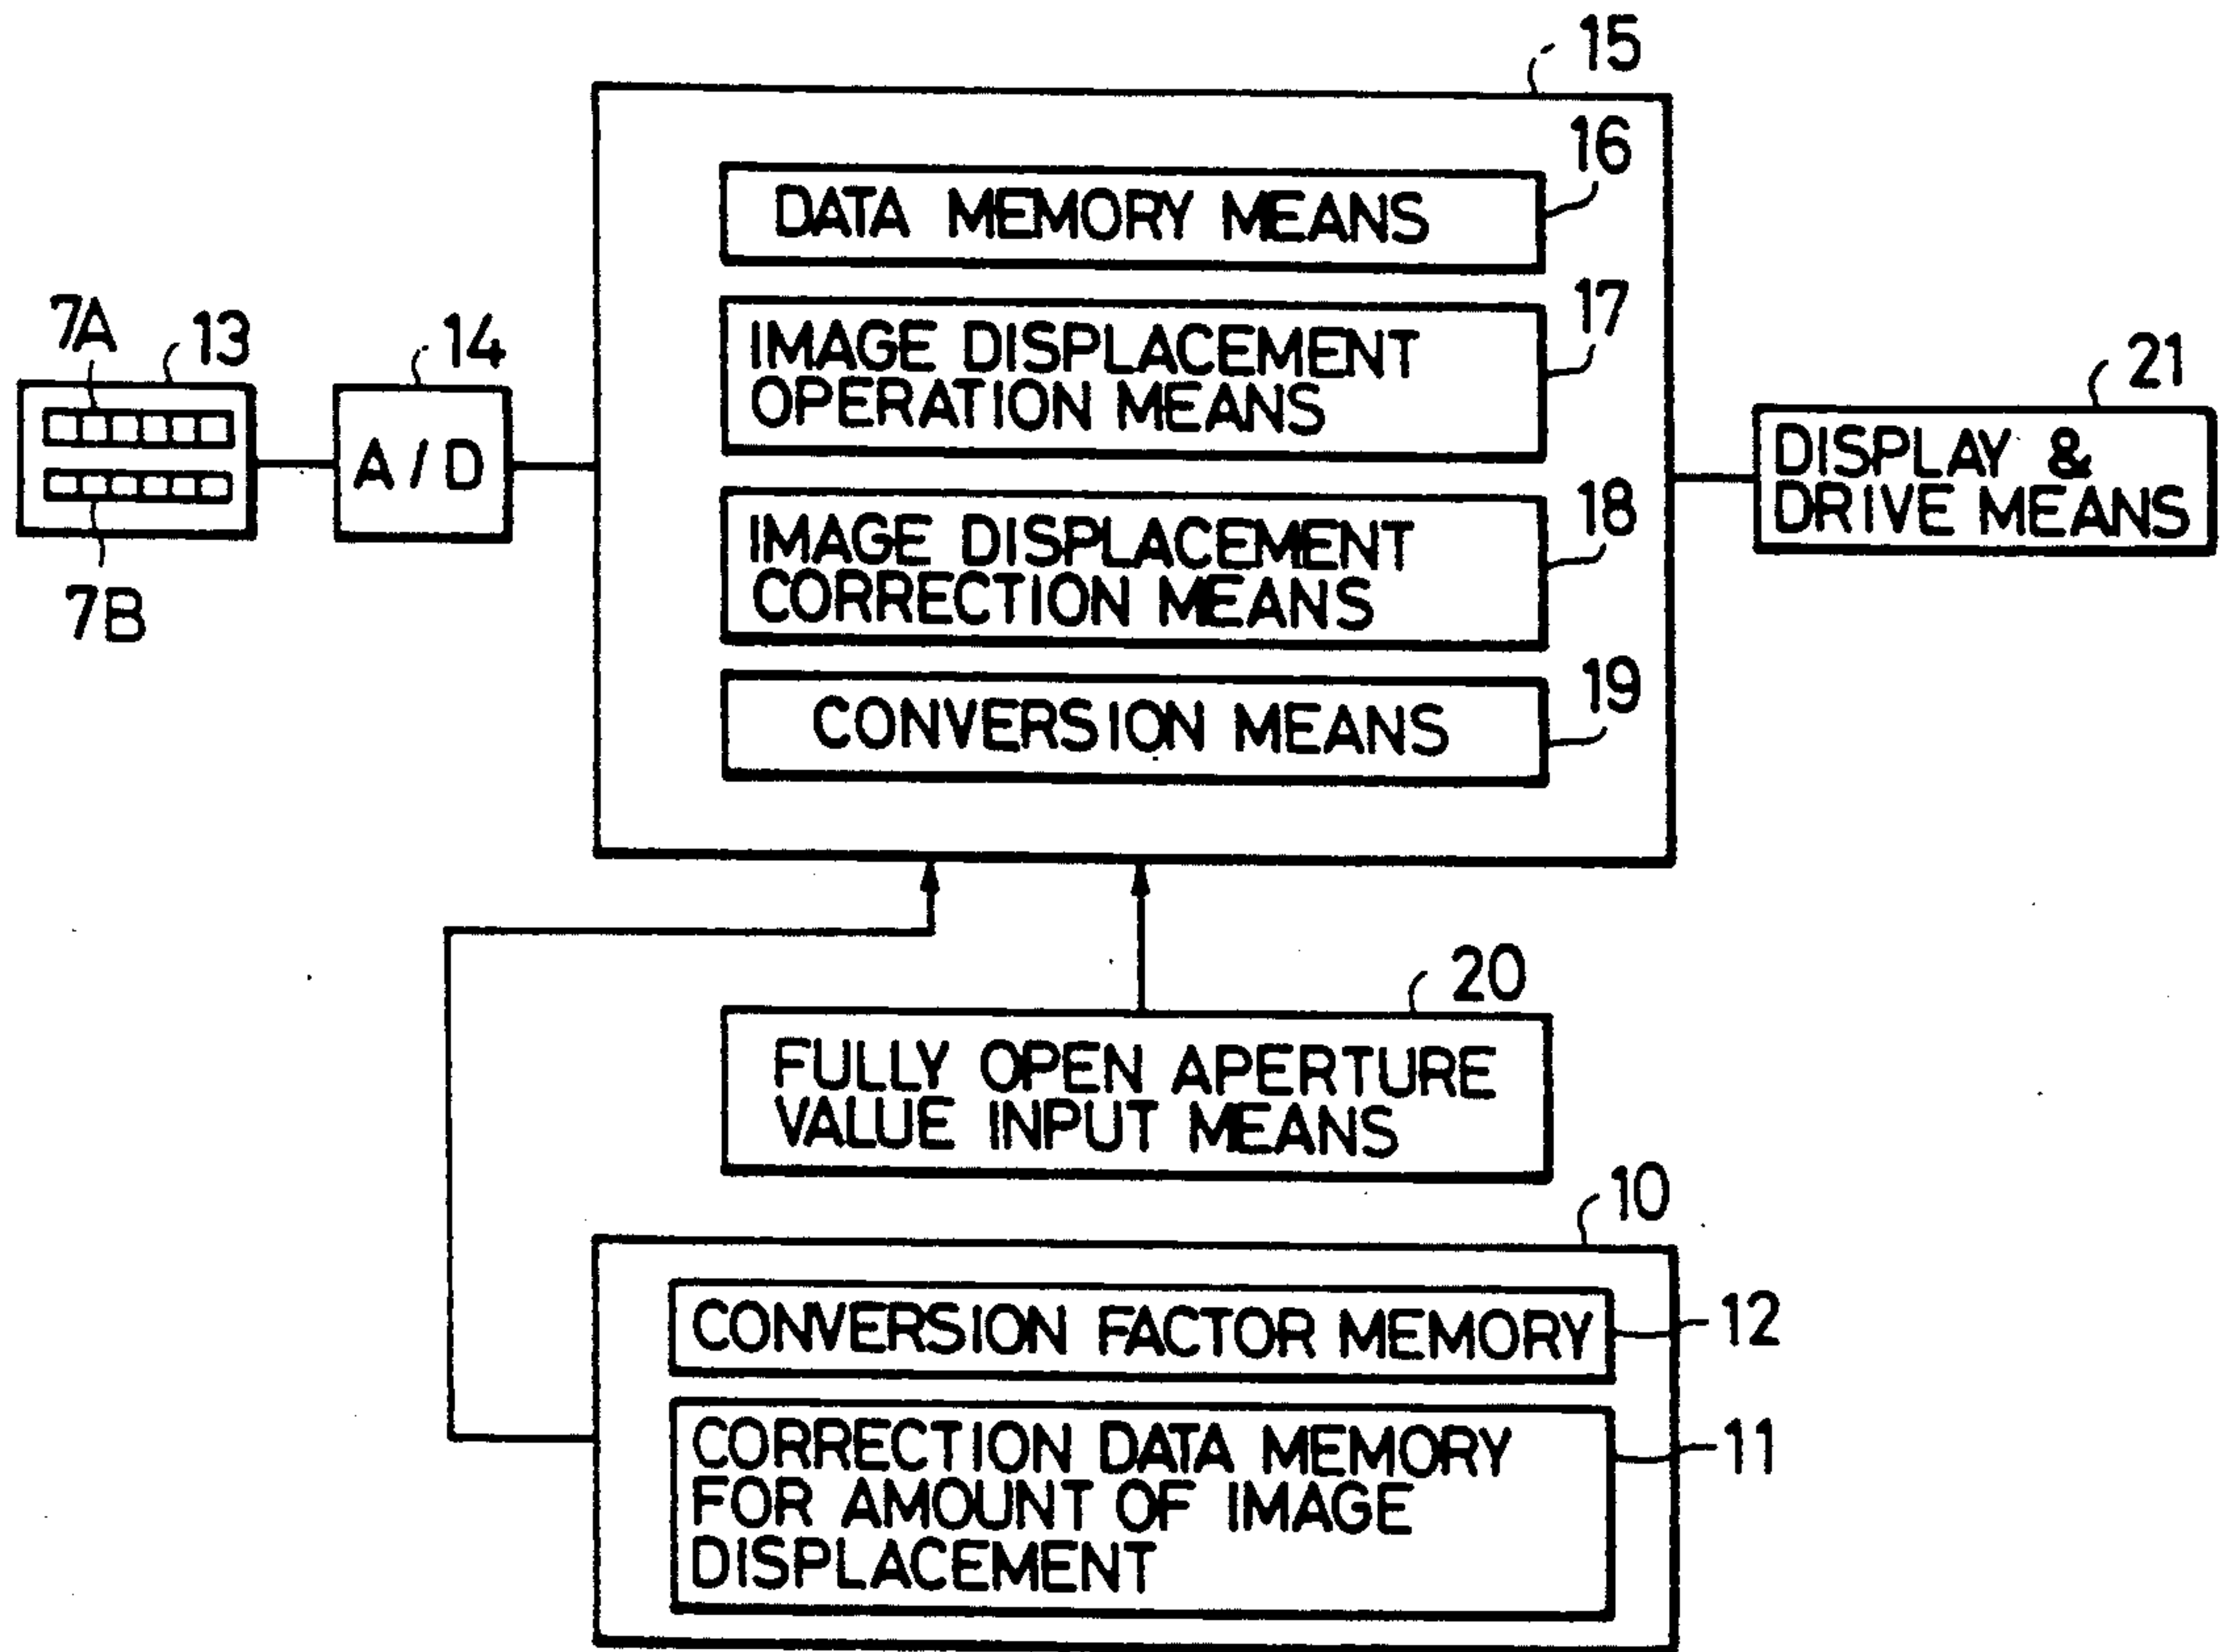 15
16
DATA MEMORY MEANS
17
IMAGE DISPLACEMENT
OPERATION MEANS
7A
13
14
A/D
7B
18
IMAGE DISPLACEMENT
CORRECTION MEANS
21
DISPLAY &
DRIVE MEANS
19
CONVERSION MEANS
20
FULLY OPEN APERTURE
VALUE INPUT MEANS
10
CONVERSION FACTOR MEMORY
12
CORRECTION DATA MEMORY
FOR AMOUNT OF IMAGE
DISPLACEMENT
11